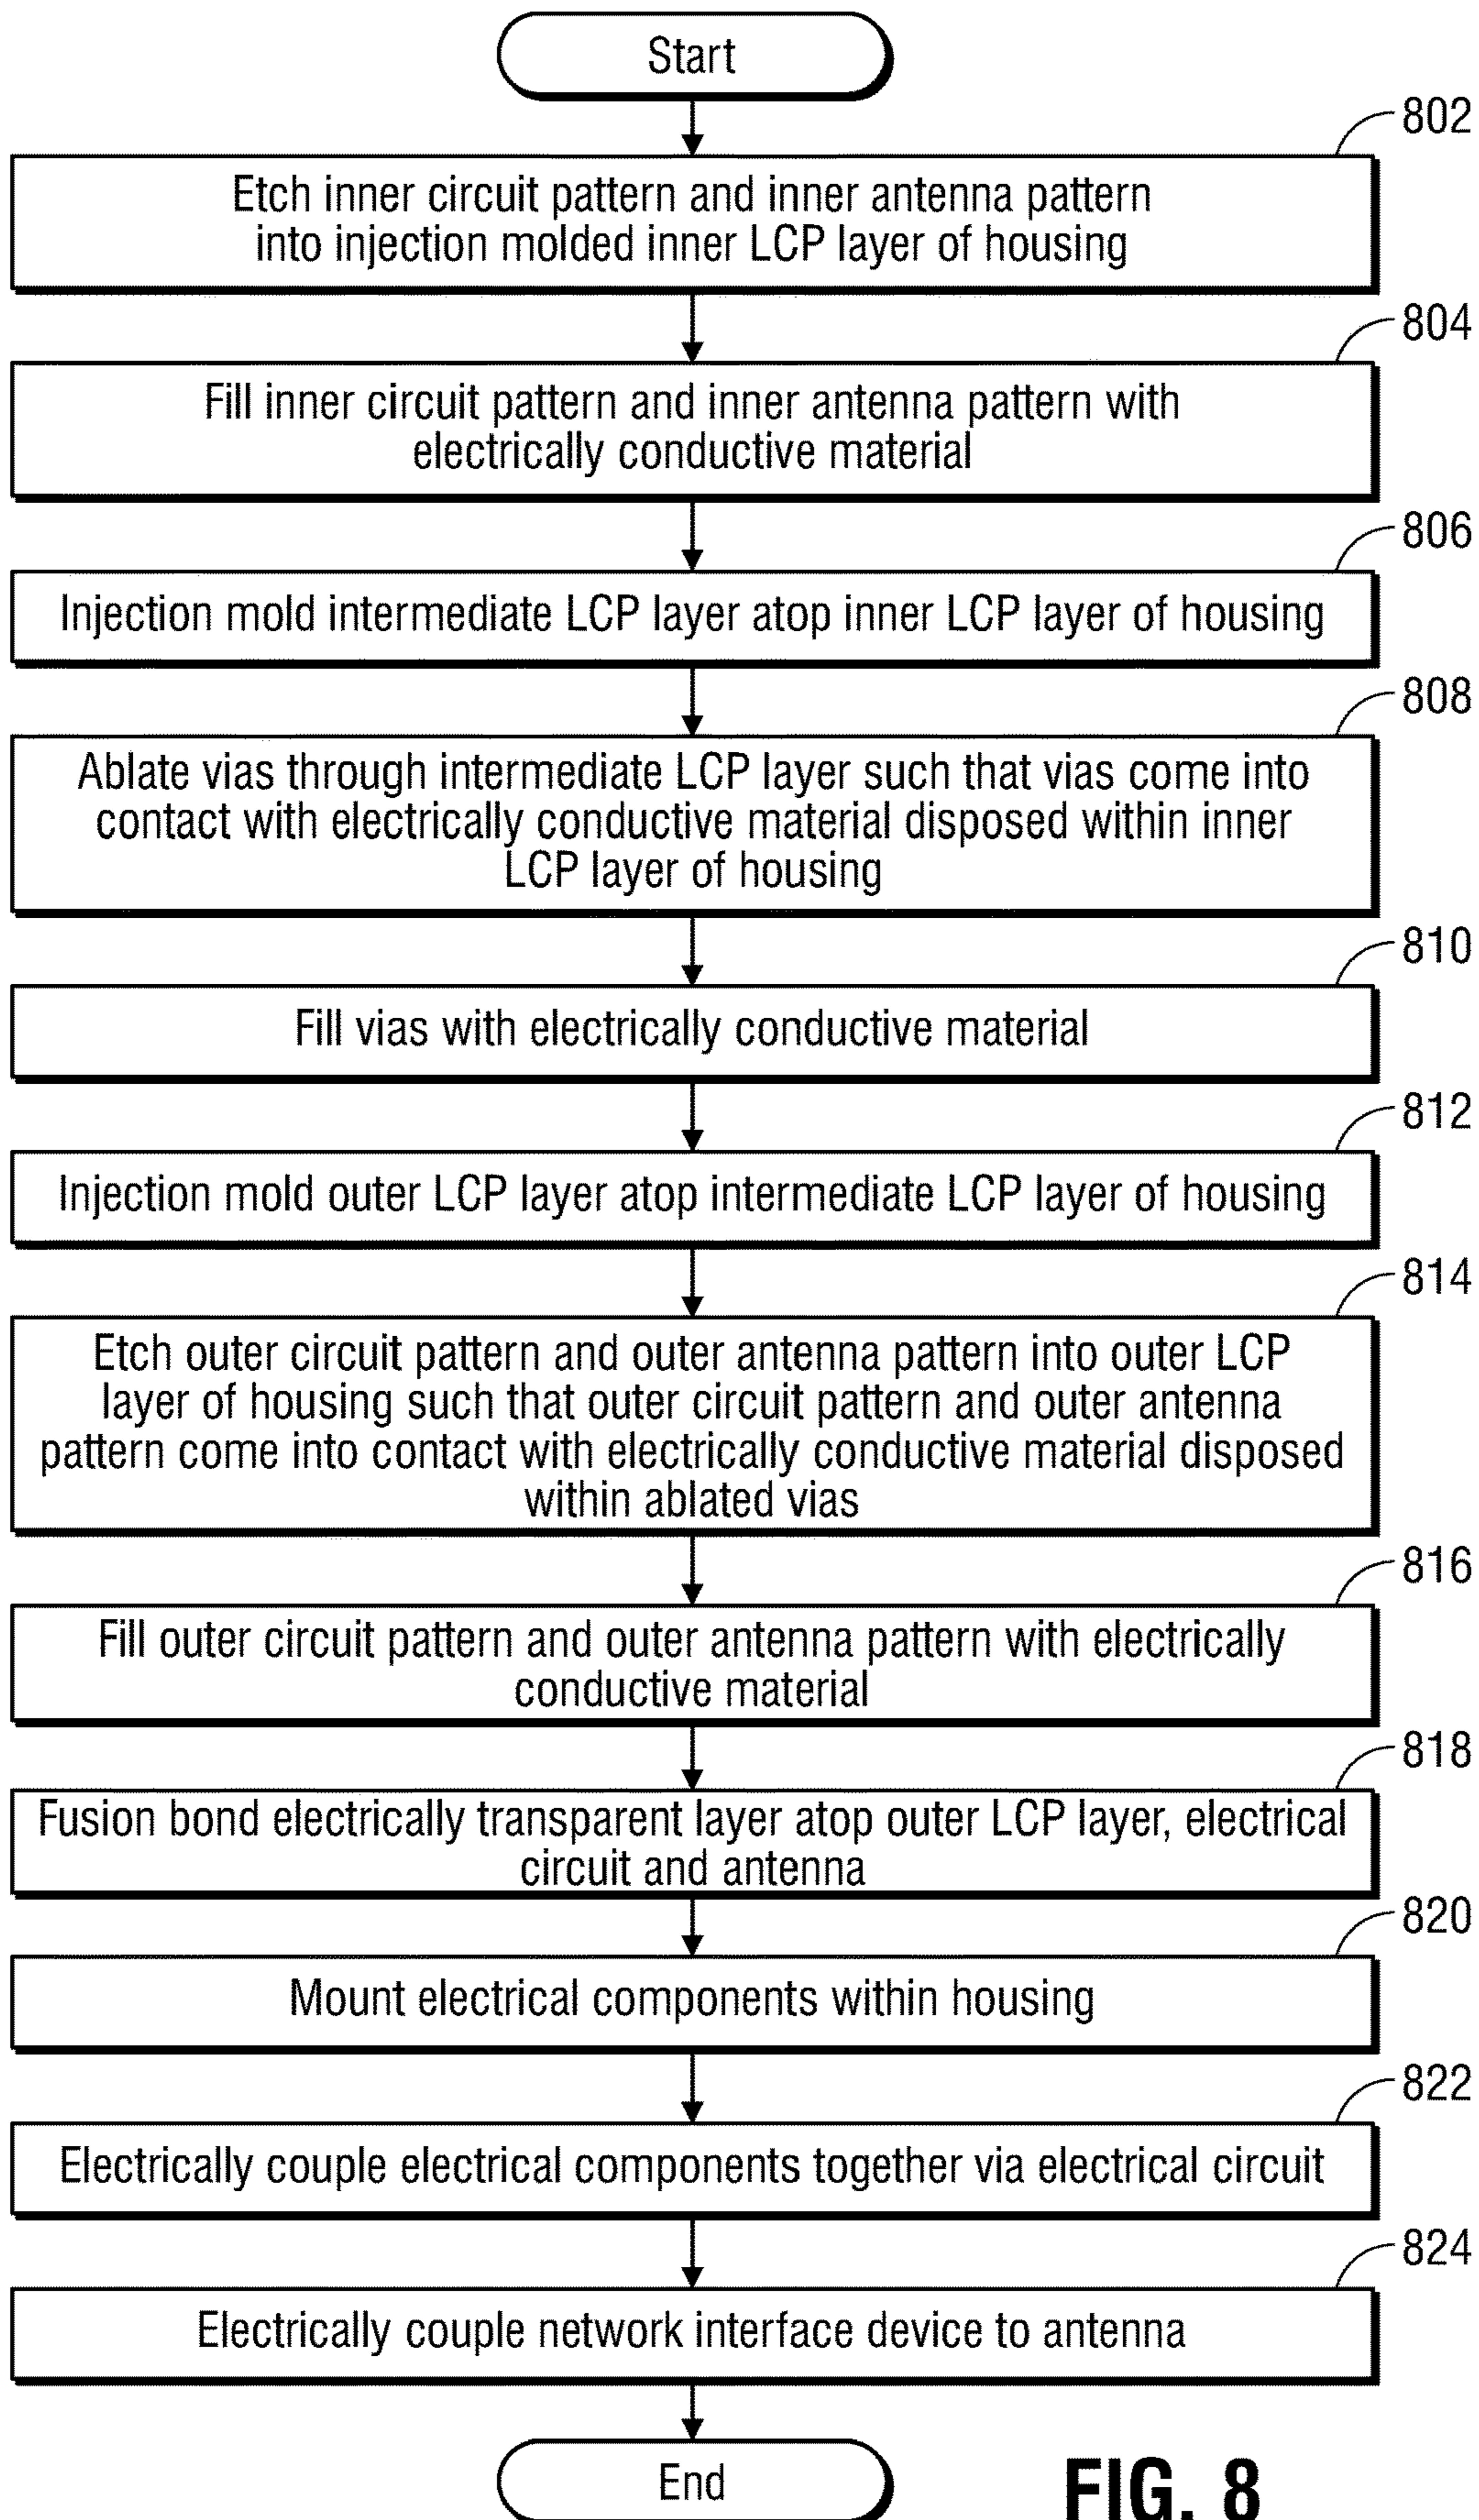 Start
802
Etch inner circuit pattern and inner antenna pattern
into injection molded inner LCP layer of housing
804
Fill inner circuit pattern and inner antenna pattern with
electrically conductive material
806
Injection mold intermediate LCP layer atop inner LCP layer of housing
808
Ablate vias through intermediate LCP layer such that vias come into
contact with electrically conductive material disposed within inner
LCP layer of housing
810
Fill vias with electrically conductive material
812
Injection mold outer LCP layer atop intermediate LCP layer of housing
814
Etch outer circuit pattern and outer antenna pattern into outer LCP
layer of housing such that outer circuit pattern and outer antenna
pattern come into contact with electrically conductive material disposed
within ablated vias
816
Fill outer circuit pattern and outer antenna pattern with electrically
conductive material
818
Fusion bond electrically transparent layer atop outer LCP layer, electrical
circuit and antenna
820
Mount electrical components within housing
822
Electrically couple electrical components together via electrical circuit
824
Electrically couple network interface device to antenna
End
FIG. 8